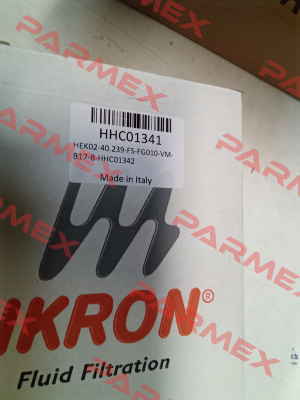 HHC01341
HEK02-40.239-FS-FG010-VM-
B17-B-HHC01342
Made in Italy
IKRON®
Fluid Filtration
PARMEX
PARMEX
PARMEX
PARMEX
PARMEX